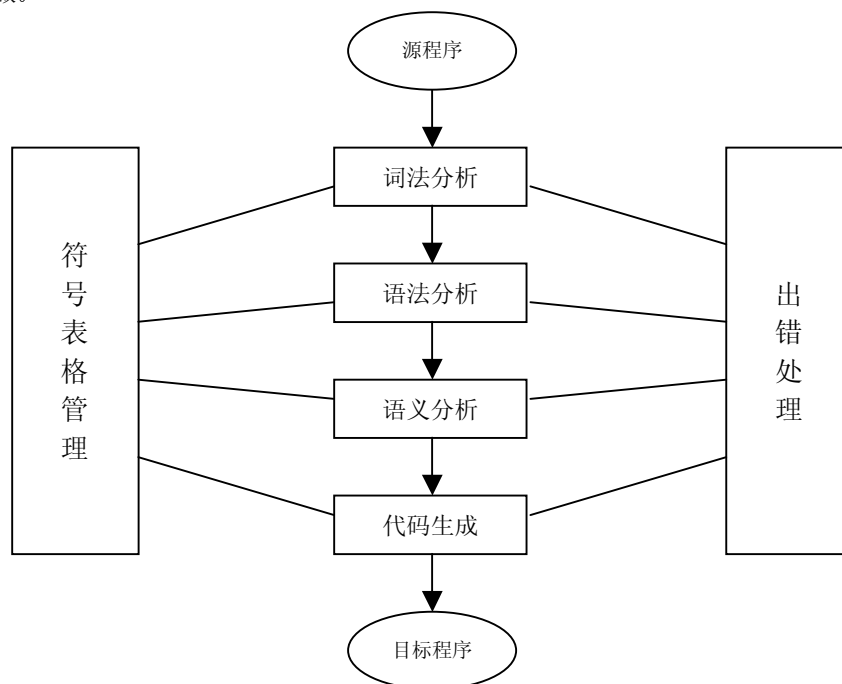 源程序
词法分析
语法分析
语义分析
代码生成
目标程序
符
号
表
格
管
理
出
错
处
理